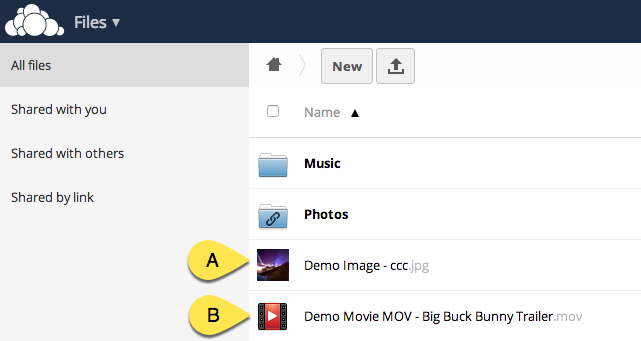 Files ▾
All files
Shared with you
Shared with others
Shared by link
New
Name ▲
Music
Photos
A
Demo Image - ccc.jpg
B
Demo Movie MOV - Big Buck Bunny Trailer.mov